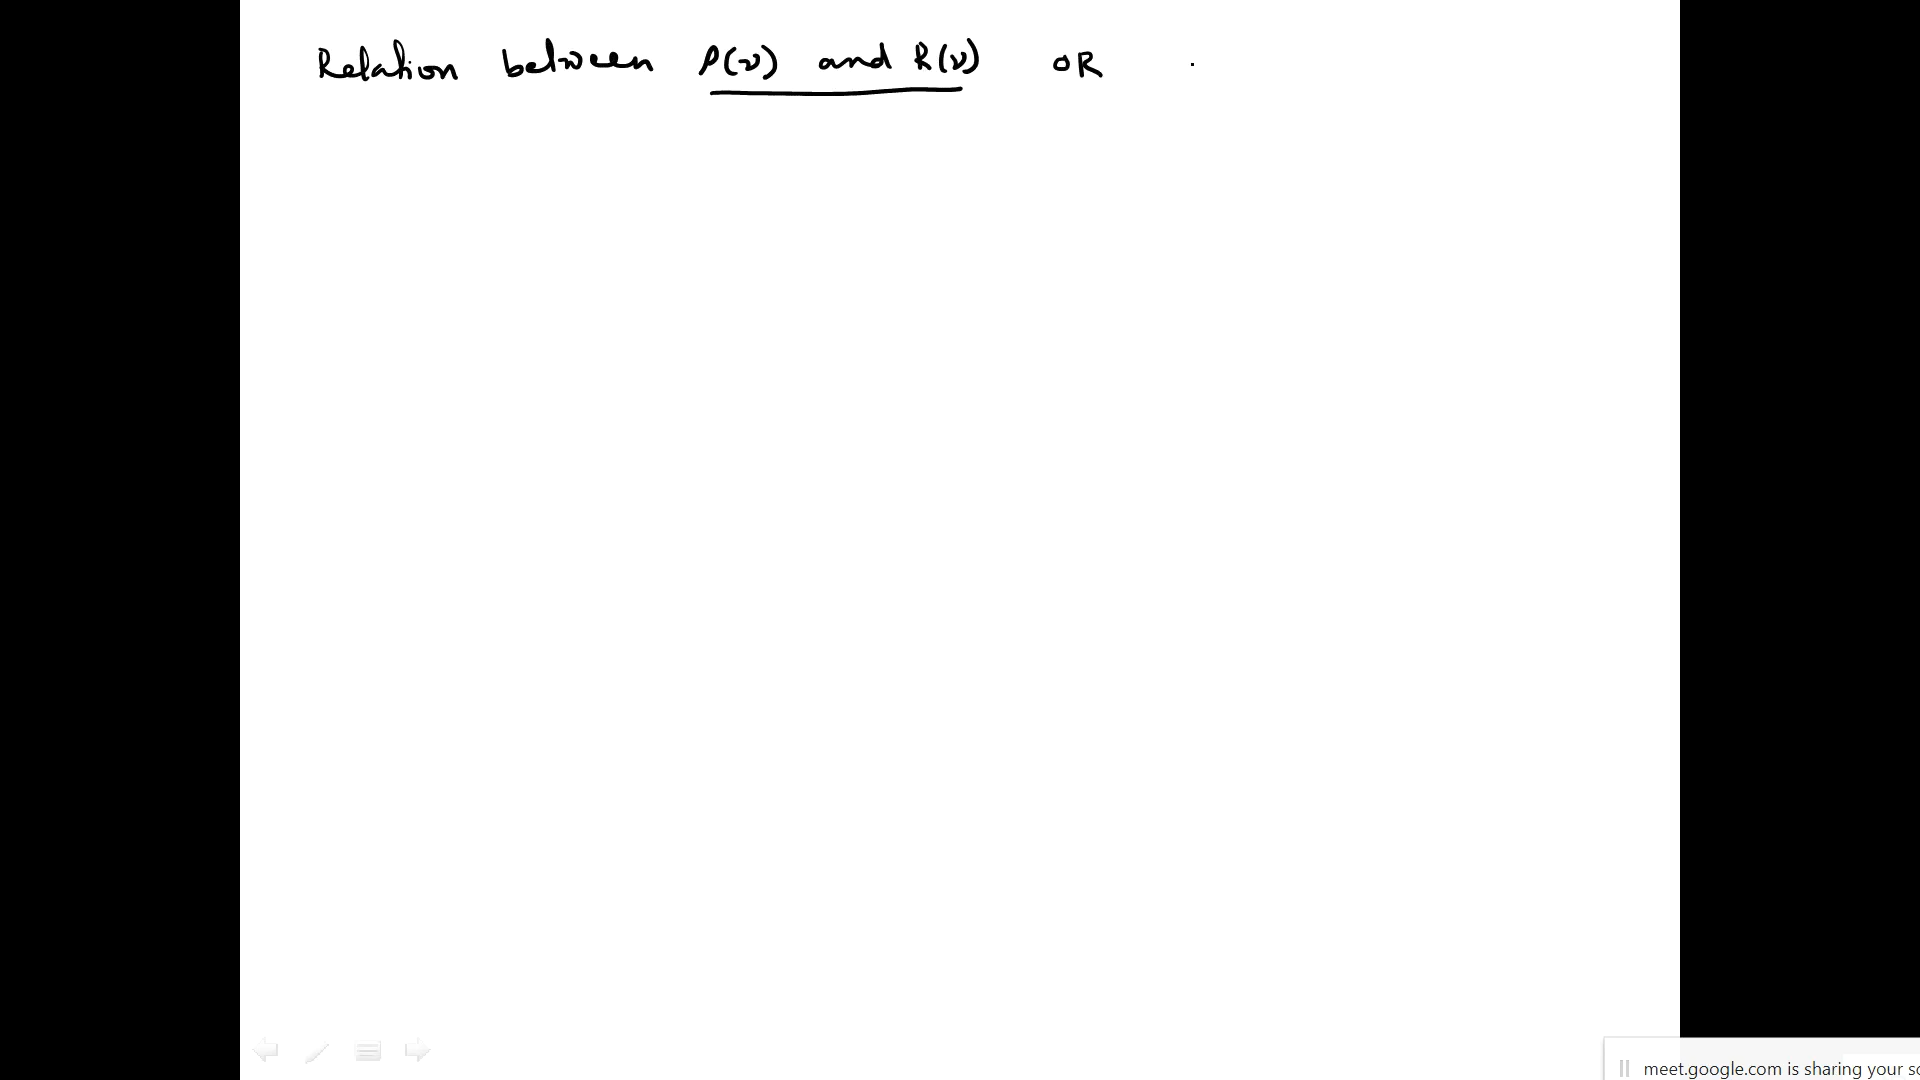 Relation between ρ(ν) and R(ν) OR
meet.google.com is sharing your sc